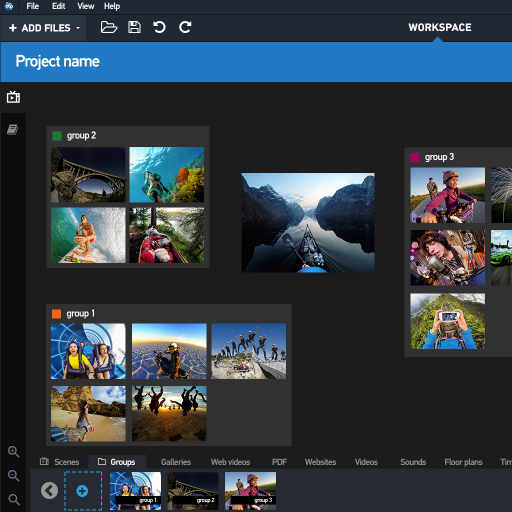 File Edit View Help
+ ADD FILES
WORKSPACE
Project name
group 2
group 3
group 1
Scenes Groups Galleries Web videos PDF Websites Videos Sounds Floor plans
group 1 group 2 group 3